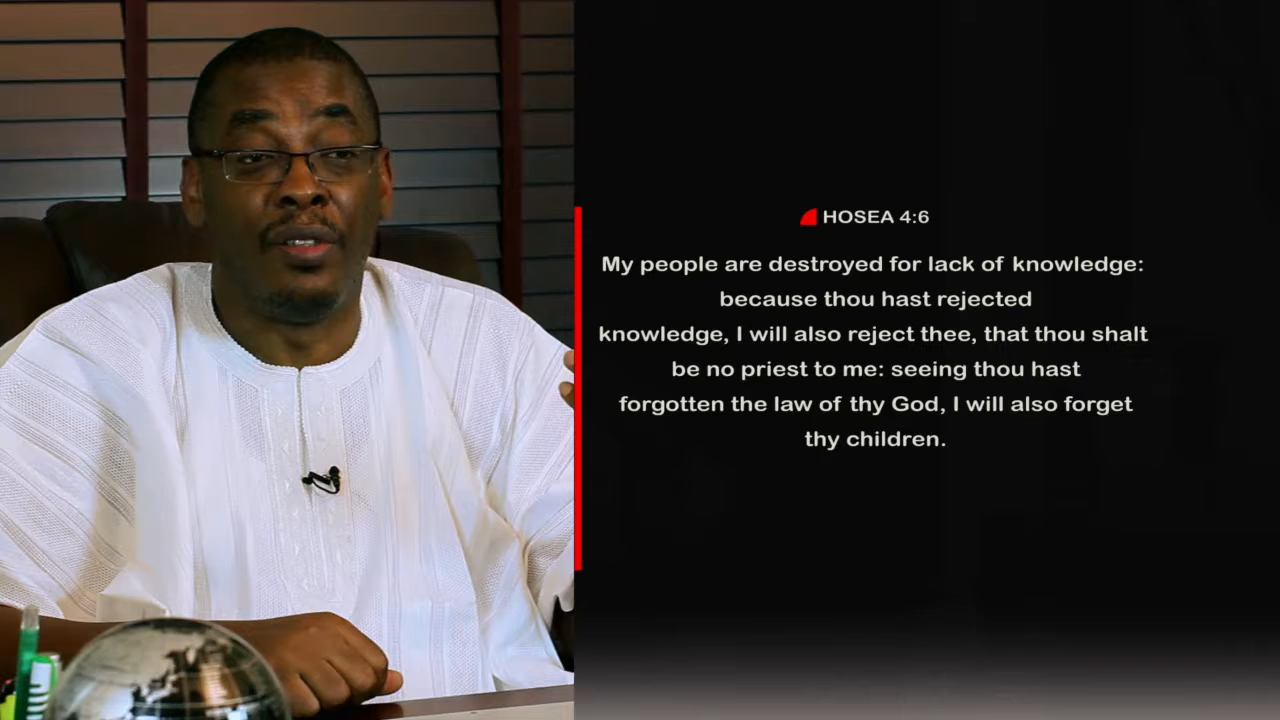 HOSEA 4:6
My people are destroyed for lack of knowledge:
because thou hast rejected
knowledge, I will also reject thee, that thou shalt
be no priest to me: seeing thou hast
forgotten the law of thy God, I will also forget
thy children.